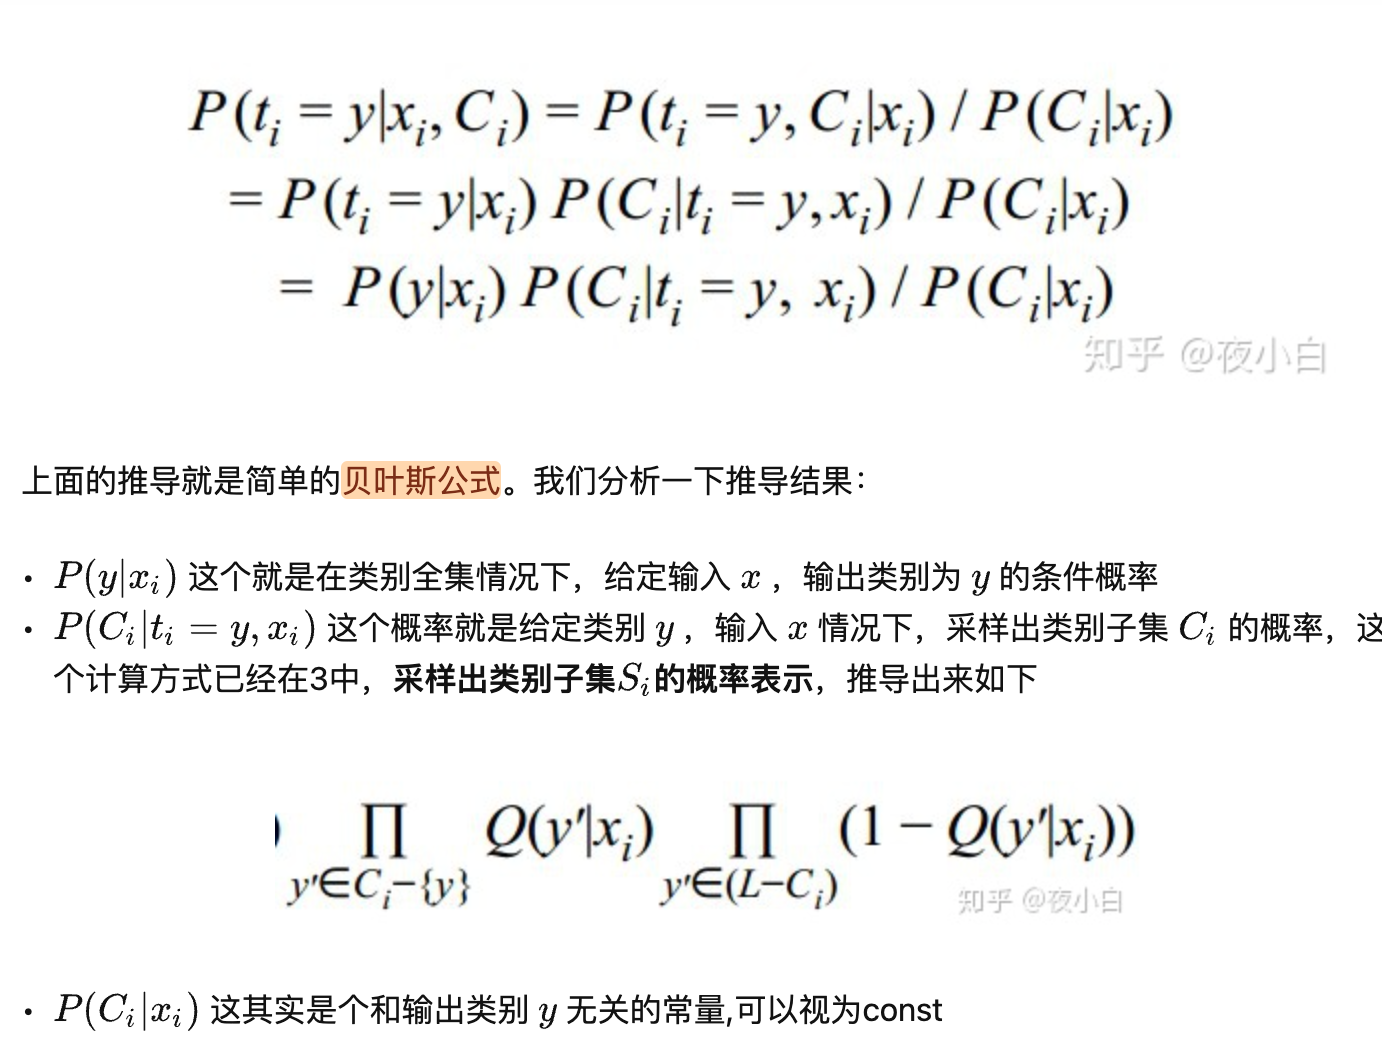 P(t_i = y|x_i, C_i) = P(t_i = y, C_i|x_i) / P(C_i|x_i)
= P(t_i = y|x_i) P(C_i|t_i = y, x_i) / P(C_i|x_i)
= P(y|x_i) P(C_i|t_i = y, x_i) / P(C_i|x_i)
知乎 @夜小白
上面的推导就是简单的贝叶斯公式。我们分析一下推导结果：
• P(y|x_i) 这个就是在类别全集情况下，给定输入 x ，输出类别为 y 的条件概率
• P(C_i|t_i = y, x_i) 这个概率就是给定类别 y ，输入 x 情况下，采样出类别子集 C_i 的概率，这
个计算方式已经在3中，采样出类别子集S_i的概率表示，推导出来如下
) ∏ Q(y′|x_i) ∏ (1 − Q(y′|x_i))
y′∈C_i−{y} y′∈(L−C_i)
知乎 @夜小白
• P(C_i|x_i) 这其实是个和输出类别 y 无关的常量,可以视为const